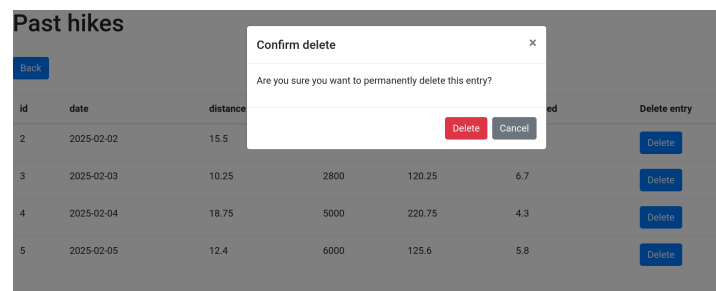 Past hikes
Confirm delete ×
Back
Are you sure you want to permanently delete this entry?
id date distance ed Delete entry
Delete Cancel
2 2025-02-02 15.5 Delete
3 2025-02-03 10.25 2800 120.25 6.7 Delete
4 2025-02-04 18.75 5000 220.75 4.3 Delete
5 2025-02-05 12.4 6000 125.6 5.8 Delete